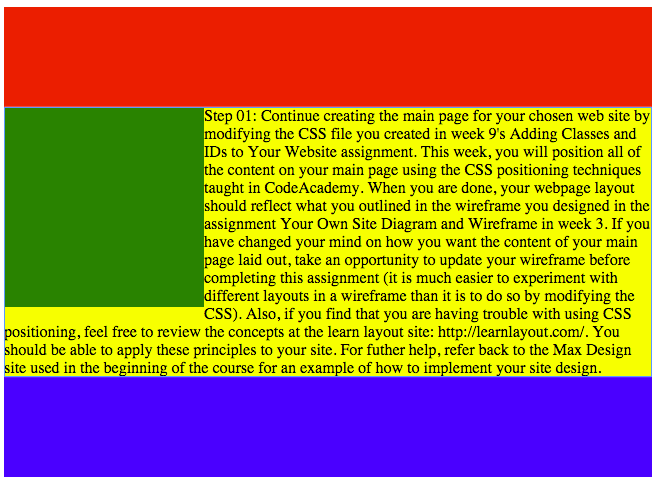 Step 01: Continue creating the main page for your chosen web site by
modifying the CSS file you created in week 9's Adding Classes and
IDs to Your Website assignment. This week, you will position all of
the content on your main page using the CSS positioning techniques
taught in CodeAcademy. When you are done, your webpage layout
should reflect what you outlined in the wireframe you designed in the
assignment Your Own Site Diagram and Wireframe in week 3. If you
have changed your mind on how you want the content of your main
page laid out, take an opportunity to update your wireframe before
completing this assignment (it is much easier to experiment with
different layouts in a wireframe than it is to do so by modifying the
CSS). Also, if you find that you are having trouble with using CSS
positioning, feel free to review the concepts at the learn layout site: http://learnlayout.com/. You
should be able to apply these principles to your site. For futher help, refer back to the Max Design
site used in the beginning of the course for an example of how to implement your site design.